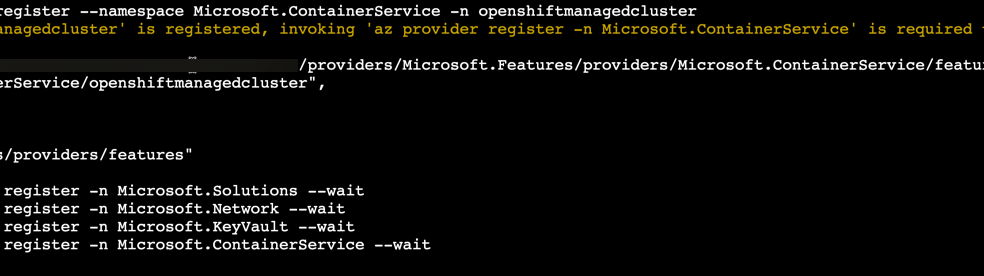 register --namespace Microsoft.ContainerService -n openshiftmanagedcluster
anagedcluster' is registered, invoking 'az provider register -n Microsoft.ContainerService' is required
/providers/Microsoft.Features/providers/Microsoft.ContainerService/featur
erService/openshiftmanagedcluster",
s/providers/features"
register -n Microsoft.Solutions --wait
register -n Microsoft.Network --wait
register -n Microsoft.KeyVault --wait
register -n Microsoft.ContainerService --wait